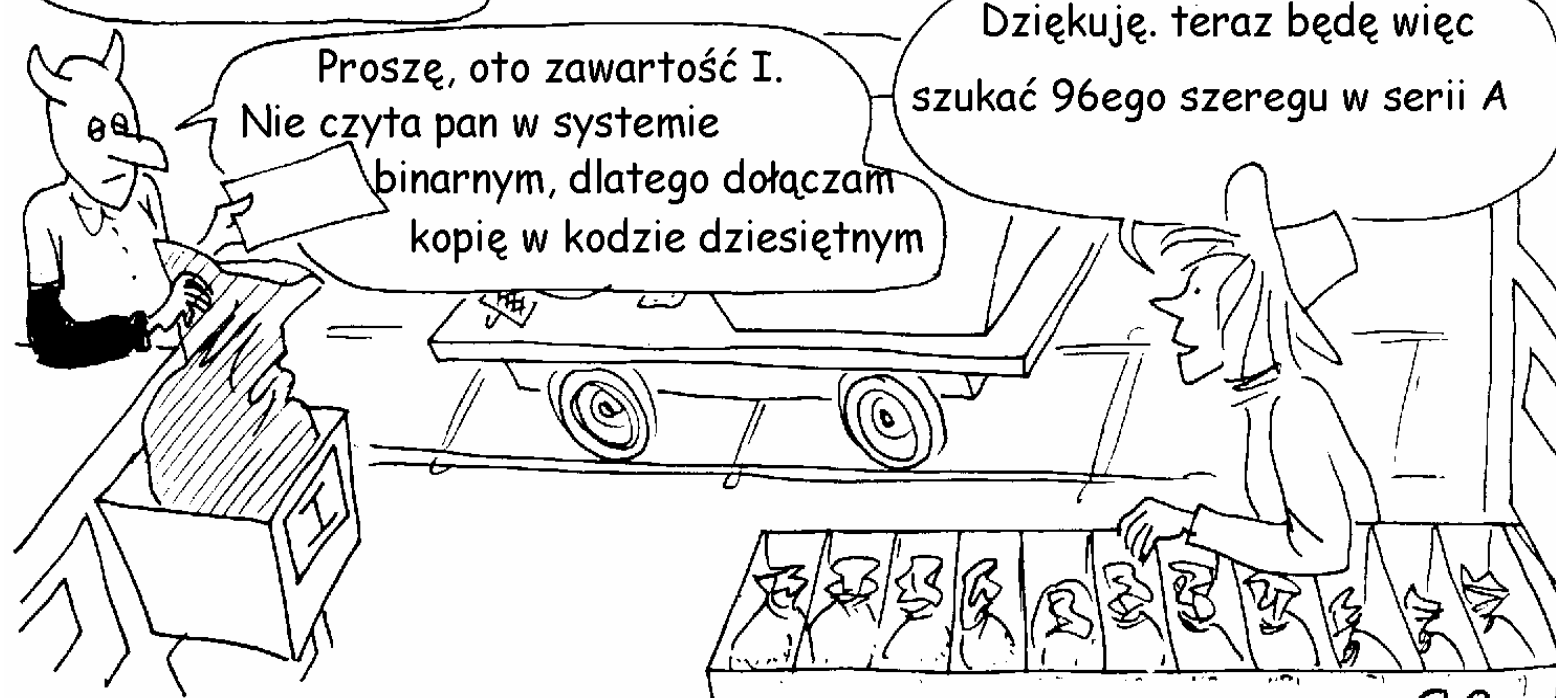 Proszę, oto zawartość I.
Nie czyta pan w systemie
binarnym, dlatego dołączam
kopię w kodzie dziesiętnym
Dziękuję. teraz będę więc
szukać 96ego szeregu w serii A
I